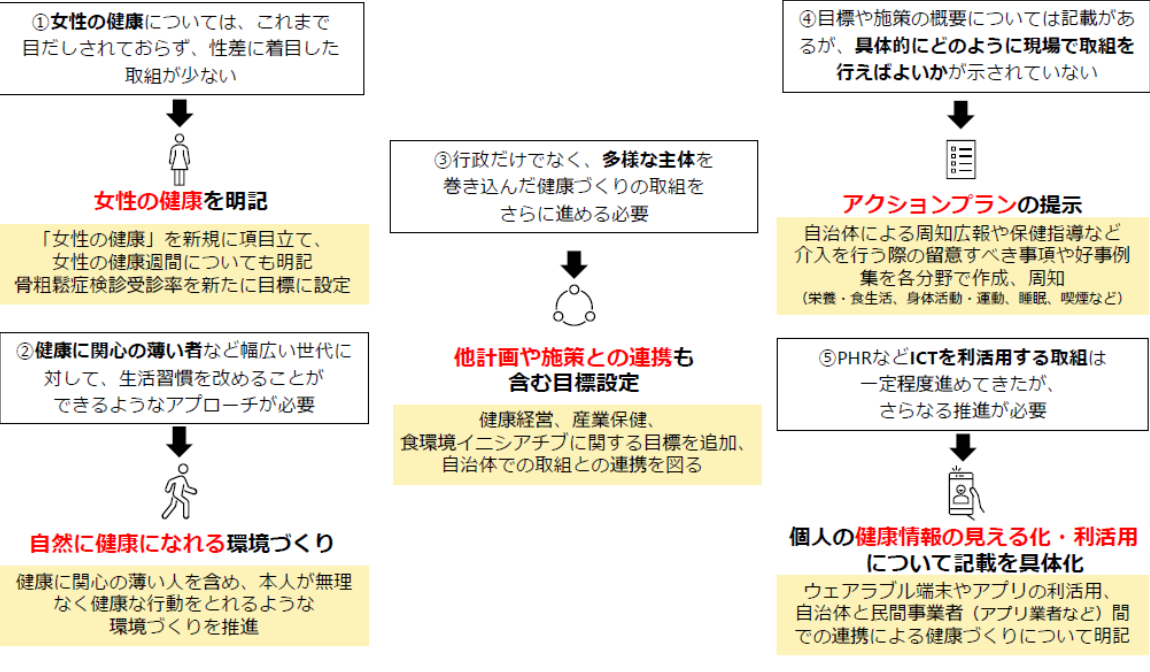 ①女性の健康については、これまで
目だしされておらず、性差に着目した
取組が少ない
女性の健康を明記
「女性の健康」を新規に項目立て、
女性の健康週間についても明記
骨粗鬆症検診受診率を新たに目標に設定
②健康に関心の薄い者など幅広い世代に
対して、生活習慣を改めることが
できるようなアプローチが必要
自然に健康になれる環境づくり
健康に関心の薄い人を含め、本人が無理
なく健康な行動をとれるような
環境づくりを推進
③行政だけでなく、多様な主体を
巻き込んだ健康づくりの取組を
さらに進める必要
他計画や施策との連携も
含む目標設定
健康経営、産業保健、
食環境イニシアチブに関する目標を追加、
自治体での取組との連携を図る
④目標や施策の概要については記載があ
るが、具体的にどのように現場で取組を
行えばよいかが示されていない
アクションプランの提示
自治体による周知広報や保健指導など
介入を行う際の留意すべき事項や好事例
集を各分野で作成、周知
（栄養・食生活、身体活動・運動、睡眠、喫煙など）
⑤PHRなどICTを利活用する取組は
一定程度進めてきたが、
さらなる推進が必要
個人の健康情報の見える化・利活用
について記載を具体化
ウェアラブル端末やアプリの利活用、
自治体と民間事業者（アプリ業者など）間
での連携による健康づくりについて明記